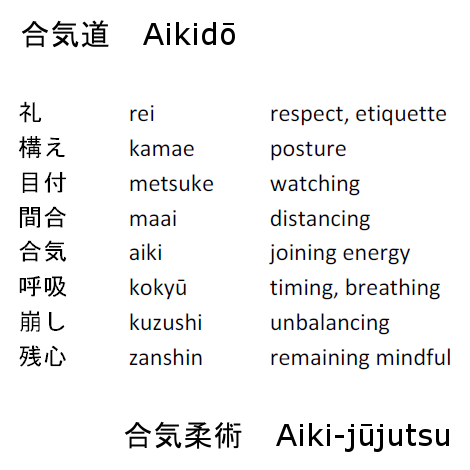 合気道 Aikidō
礼 rei respect, etiquette
構え kamae posture
目付 metsuke watching
間合 maai distancing
合気 aiki joining energy
呼吸 kokyū timing, breathing
崩し kuzushi unbalancing
残心 zanshin remaining mindful
合気柔術 Aiki-jūjutsu